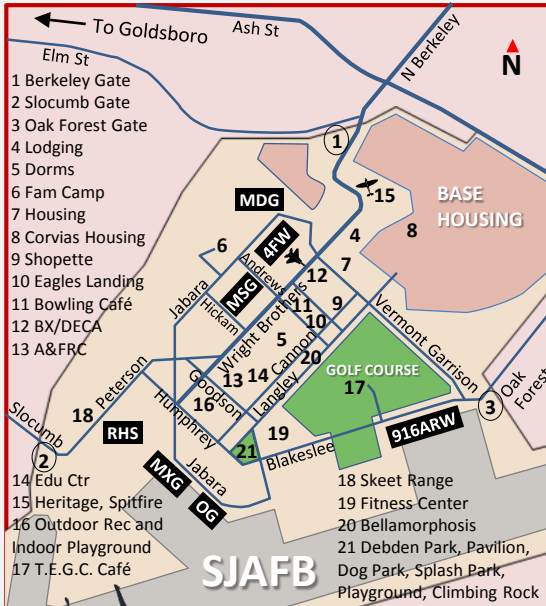 To Goldsboro
Ash St
N Berkeley
Elm St
N
1 Berkeley Gate
2 Slocumb Gate
3 Oak Forest Gate
4 Lodging
5 Dorms
6 Fam Camp
7 Housing
8 Corvias Housing
9 Shopette
10 Eagles Landing
11 Bowling Café
12 BX/DECA
13 A&FRC
1
15
BASE
HOUSING
8
MDG
4
6
4FW
7
12
Andrews
MSG
Jabara
Hickam
11
9
10
Wright Brothers
5
Cannon
20
Vermont Garrison
GOLF COURSE
17
Peterson
Goodson
13
14
16
Langley
Humphrey
Oak
Forest
3
916ARW
18
RHS
Slocumb
2
19
21
Blakeslee
MXG
Jabara
OG
14 Edu Ctr
15 Heritage, Spitfire
16 Outdoor Rec and
Indoor Playground
17 T.E.G.C. Café
SJAFB
18 Skeet Range
19 Fitness Center
20 Bellamorphosis
21 Debden Park, Pavilion,
Dog Park, Splash Park,
Playground, Climbing Rock